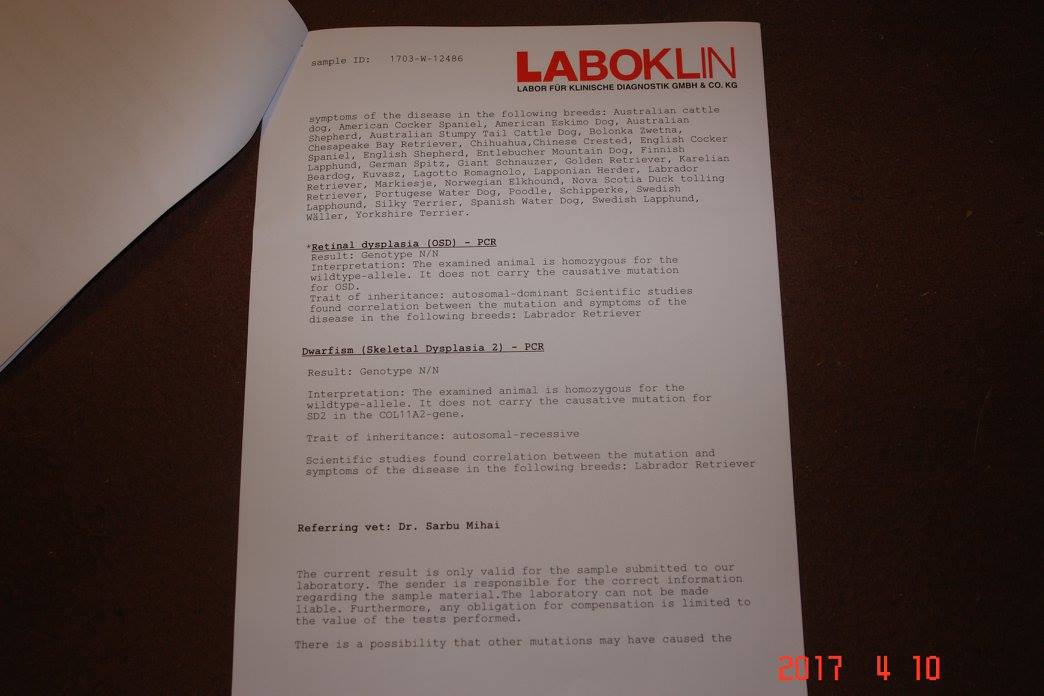 sample ID: 1703-W-12486
LABOKLIN
LABOR FÜR KLINISCHE DIAGNOSTIK GMBH & CO. KG
symptoms of the disease in the following breeds: Australian cattle
dog, American Cocker Spaniel, American Eskimo Dog, Australian
Shepherd, Australian Stumpy Tail Cattle Dog, Bolonka Zwetna,
Chesapeake Bay Retriever, Chihuahua,Chinese Crested, English Cocker
Spaniel, English Shepherd, Entlebucher Mountain Dog, Finnish
Lapphund, German Spitz, Giant Schnauzer, Golden Retriever, Karelian
Beardog, Kuvasz, Lagotto Romagnolo, Lapponian Herder, Labrador
Retriever, Markiesje, Norwegian Elkhound, Nova Scotia Duck tolling
Retriever, Portugese Water Dog, Poodle, Schipperke, Swedish
Lapphound, Silky Terrier, Spanish Water Dog, Swedish Lapphund,
Wäller, Yorkshire Terrier.
*Retinal dysplasia (OSD) - PCR
Result: Genotype N/N
Interpretation: The examined animal is homozygous for the
wildtype-allele. It does not carry the causative mutation
for OSD.
Trait of inheritance: autosomal-dominant Scientific studies
found correlation between the mutation and symptoms of the
disease in the following breeds: Labrador Retriever
Dwarfism (Skeletal Dysplasia 2) - PCR
Result: Genotype N/N
Interpretation: The examined animal is homozygous for the
wildtype-allele. It does not carry the causative mutation for
SD2 in the COL11A2-gene.
Trait of inheritance: autosomal-recessive
Scientific studies found correlation between the mutation and
symptoms of the disease in the following breeds: Labrador Retriever
Referring vet: Dr. Sarbu Mihai
The current result is only valid for the sample submitted to our
laboratory. The sender is responsible for the correct information
regarding the sample material.The laboratory can not be made
liable. Furthermore, any obligation for compensation is limited to
the value of the tests performed.
There is a possibility that other mutations may have caused the
2017 4 10